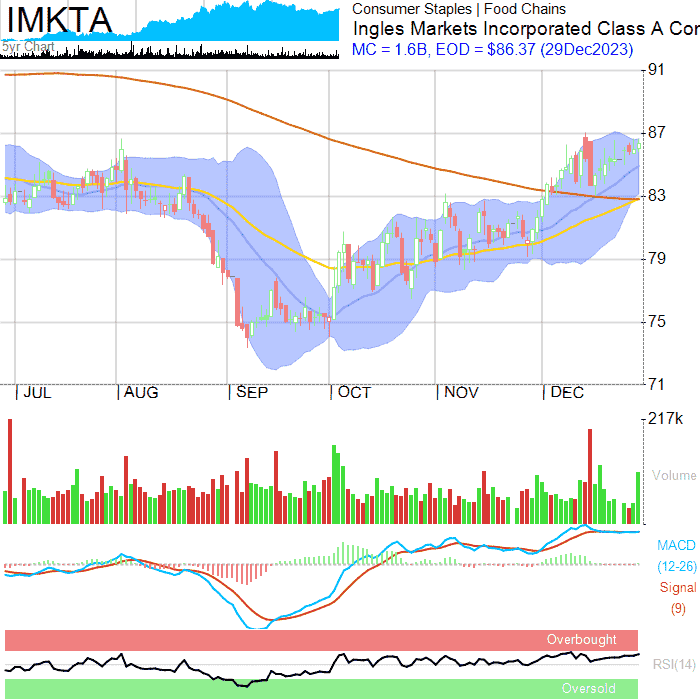 IMKTA
Consumer Staples | Food Chains
Ingles Markets Incorporated Class A Cor
MC = 1.6B, EOD = $86.37 (29Dec2023)
5yr Chart
91
87
83
79
75
71
JUL
AUG
SEP
OCT
NOV
DEC
217k
Volume
MACD
(12-26)
Signal
(9)
Overbought
RSI(14)
Oversold